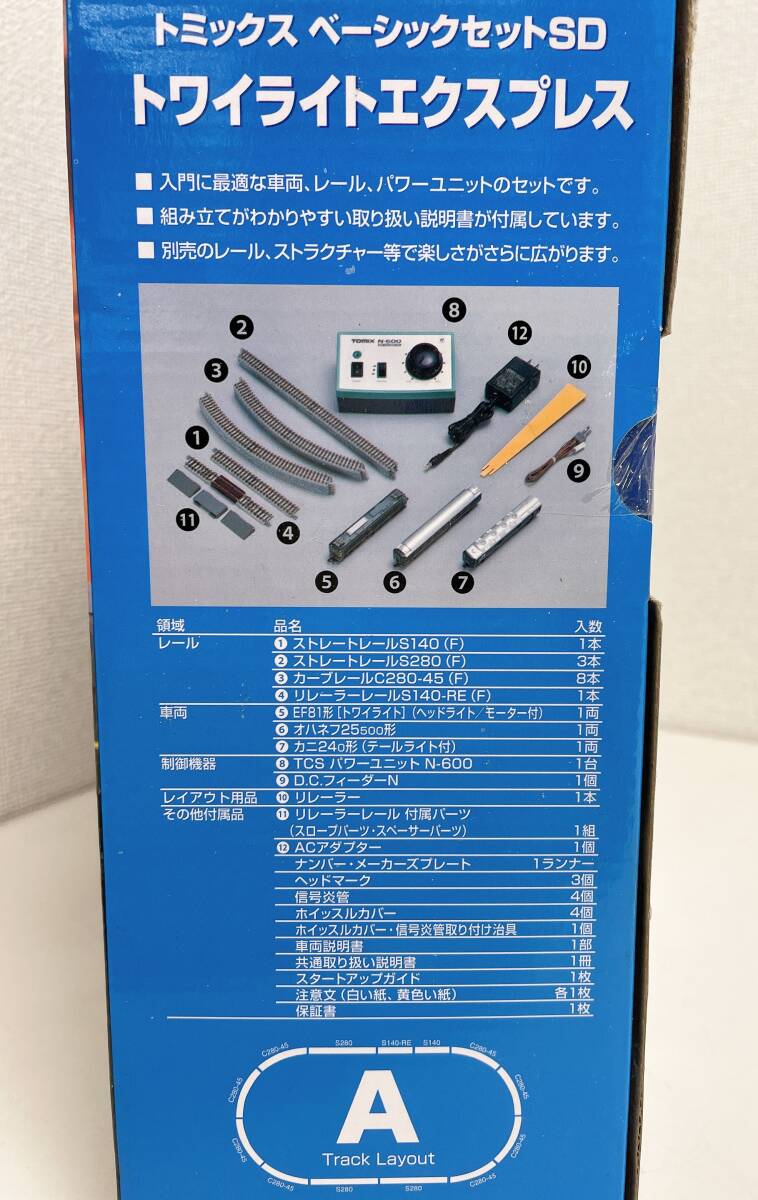 トミックス ベーシックセットSD
トワイライトエクスプレス
■ 入門に最適な車両、レール、パワーユニットのセットです。
■ 組み立てがわかりやすい取り扱い説明書が付属しています。
■ 別売のレール、ストラクチャー等で楽しさがさらに広がります。
❷ ❽ ⓬
TOMIX N-600
❸ ❿
❶ ❾
⓫ ❹
❺ ❻ ❼
領域 品名 入数
レール ❶ ストレートレールS140（F） 1本
❷ ストレートレールS280（F） 3本
❸ カーブレールC280-45（F） 8本
❹ リレーラーレールS140-RE（F） 1本
車両 ❺ EF81形［トワイライト］（ヘッドライト／モーター付） 1両
❻ オハネフ25500形 1両
❼ カニ240形（テールライト付） 1両
制御機器 ❽ TCS パワーユニット N-600 1台
❾ D.C.フィーダーN 1個
レイアウト用品 ❿ リレーラー 1本
その他付属品 ⓫ リレーラーレール 付属パーツ
（スロープパーツ・スペーサーパーツ） 1組
⓬ ACアダプター 1個
ナンバー・メーカーズプレート 1ランナー
ヘッドマーク 3個
信号炎管 4個
ホイッスルカバー 4個
ホイッスルカバー・信号炎管取り付け治具 1個
車両説明書 1部
共通取り扱い説明書 1冊
スタートアップガイド 1枚
注意文（白い紙、黄色い紙） 各1枚
保証書 1枚
C280-45 S280 S140-RE S140 C280-45
C280-45 C280-45
A
Track Layout
C280-45 C280-45
C280-45 S280 S280 C280-45